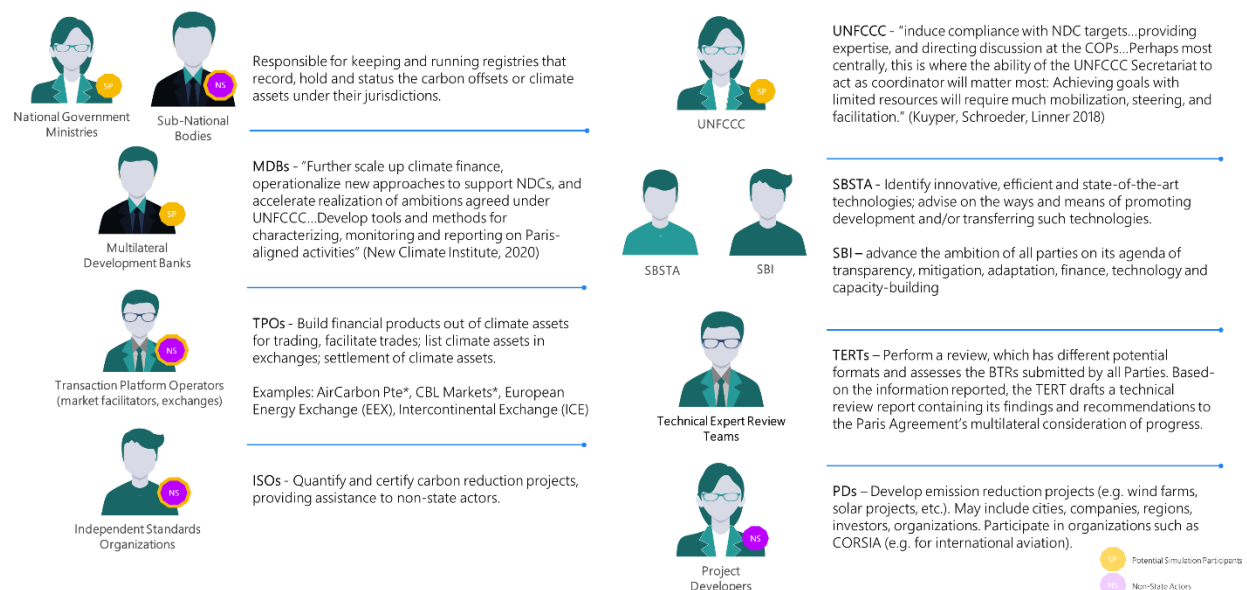 SP
NS
National Government
Ministries
Sub-National
Bodies
Responsible for keeping and running registries that
record, hold and status the carbon offsets or climate
assets under their jurisdictions.
SP
Multilateral
Development Banks
MDBs - “Further scale up climate finance,
operationalize new approaches to support NDCs, and
accelerate realization of ambitions agreed under
UNFCCC...Develop tools and methods for
characterizing, monitoring and reporting on Paris-
aligned activities” (New Climate Institute, 2020)
NS
Transaction Platform Operators
(market facilitators, exchanges)
TPOs - Build financial products out of climate assets
for trading, facilitate trades; list climate assets in
exchanges; settlement of climate assets.
Examples: AirCarbon Pte*, CBL Markets*, European
Energy Exchange (EEX), Intercontinental Exchange (ICE)
NS
Independent Standards
Organizations
ISOs - Quantify and certify carbon reduction projects,
providing assistance to non-state actors.
SP
UNFCCC
UNFCCC - “induce compliance with NDC targets...providing
expertise, and directing discussion at the COPs...Perhaps most
centrally, this is where the ability of the UNFCCC Secretariat to
act as coordinator will matter most: Achieving goals with
limited resources will require much mobilization, steering, and
facilitation.” (Kuyper, Schroeder, Linner 2018)
SBSTA
SBI
SBSTA - Identify innovative, efficient and state-of-the-art
technologies; advise on the ways and means of promoting
development and/or transferring such technologies.
SBI – advance the ambition of all parties on its agenda of
transparency, mitigation, adaptation, finance, technology and
capacity-building
Technical Expert Review
Teams
TERTs – Perform a review, which has different potential
formats and assesses the BTRs submitted by all Parties. Based-
on the information reported, the TERT drafts a technical
review report containing its findings and recommendations to
the Paris Agreement’s multilateral consideration of progress.
NS
Project
Developers
PDs – Develop emission reduction projects (e.g. wind farms,
solar projects, etc.). May include cities, companies, regions,
investors, organizations. Participate in organizations such as
CORSIA (e.g. for international aviation).
SP Potential Simulation Participants
NS Non-State Actors